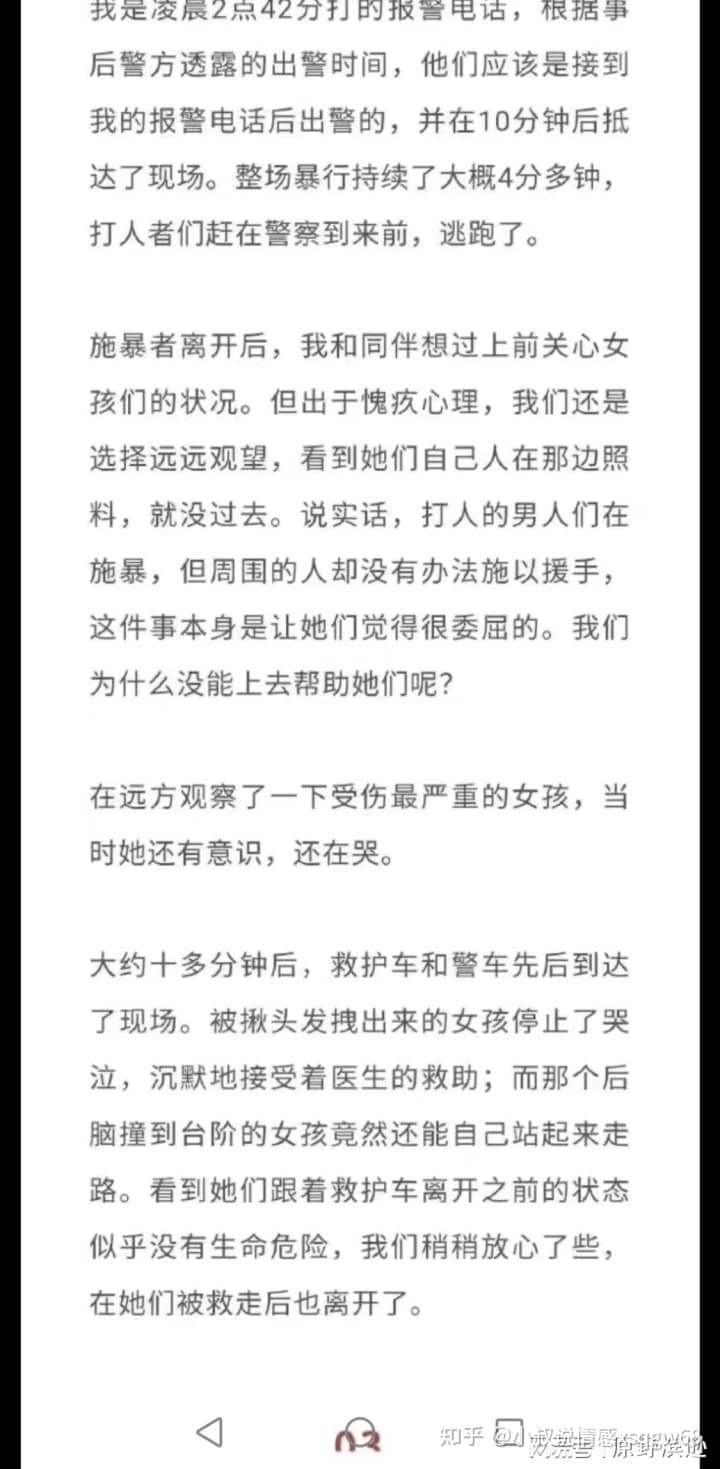 我是凌晨2点42分打的报警电话，根据事
后警方透露的出警时间，他们应该是接到
我的报警电话后出警的，并在10分钟后抵
达了现场。整场暴行持续了大概4分多钟，
打人者们赶在警察到来前，逃跑了。
施暴者离开后，我和同伴想过上前关心女
孩们的状况。但出于愧疚心理，我们还是
选择远远观望，看到她们自己人在那边照
料，就没过去。说实话，打人的男人们在
施暴，但周围的人却没有办法施以援手，
这件事本身是让她们觉得很委屈的。我们
为什么没能上去帮助她们呢？
在远方观察了一下受伤最严重的女孩，当
时她还有意识，还在哭。
大约十多分钟后，救护车和警车先后到达
了现场。被揪头发拽出来的女孩停止了哭
泣，沉默地接受着医生的救助；而那个后
脑撞到台阶的女孩竟然还能自己站起来走
路。看到她们跟着救护车离开之前的状态
似乎没有生命危险，我们稍稍放心了些，
在她们被救走后也离开了。
知乎 @小叔说情感
搜狐号 原野滨逊